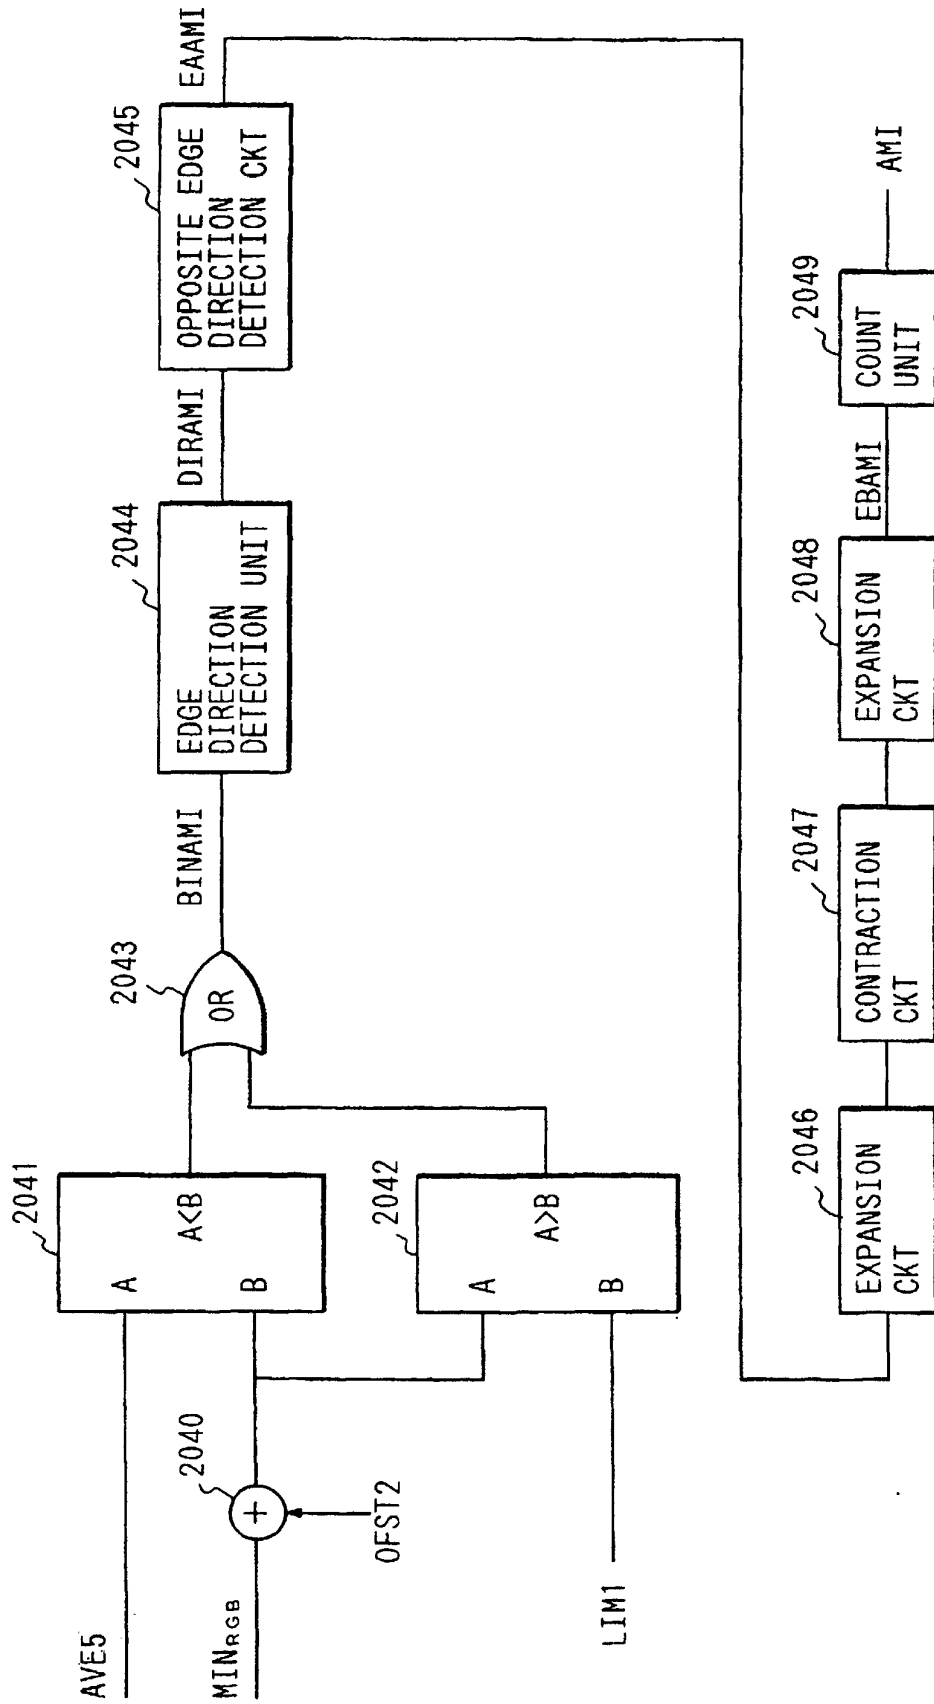 AVE5
MINRGB
2040
OFST2
LIM1
2041
A
A<B
B
2042
A
A>B
B
2043
OR
BINAMI
2044
EDGE
DIRECTION
DETECTION UNIT
DIRAMI
2045
OPPOSITE EDGE
DIRECTION
DETECTION CKT
EAAMI
2046
EXPANSION
CKT
2047
CONTRACTION
CKT
2048
EXPANSION
CKT
EBAMI
2049
COUNT
UNIT
AMI